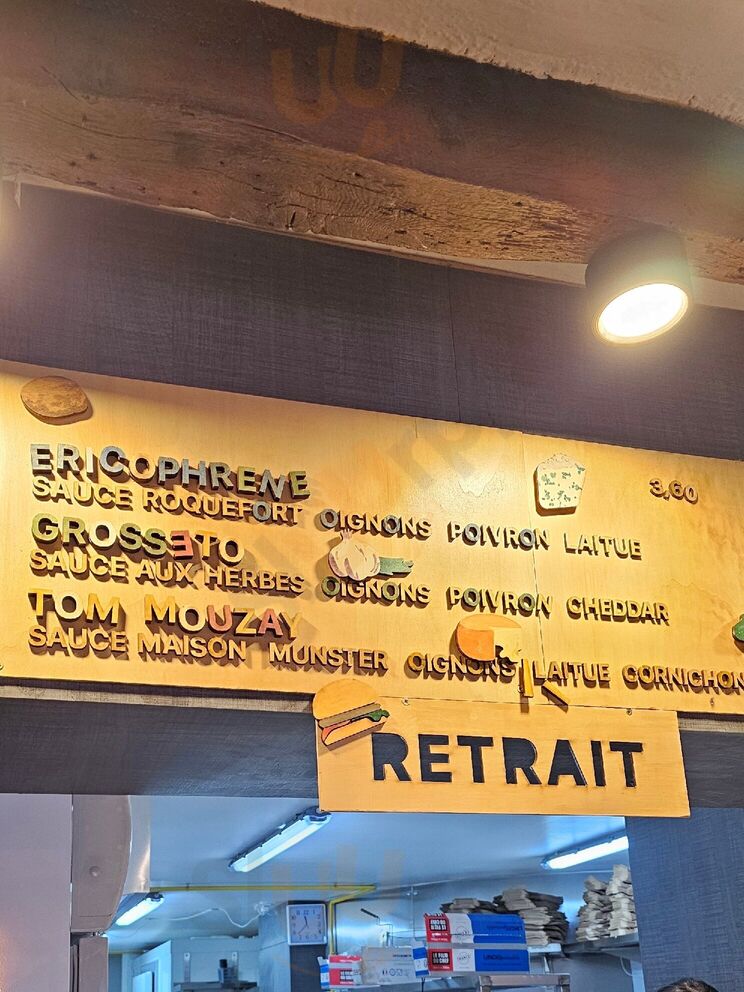 ERICOPHRENE 3,60
SAUCE ROQUEFORT OIGNONS POIVRON LAITUE
GROSSETO
SAUCE AUX HERBES OIGNONS POIVRON CHEDDAR
TOM MOUZAY
SAUCE MAISON MUNSTER OIGNONS LAITUE CORNICHON
RETRAIT